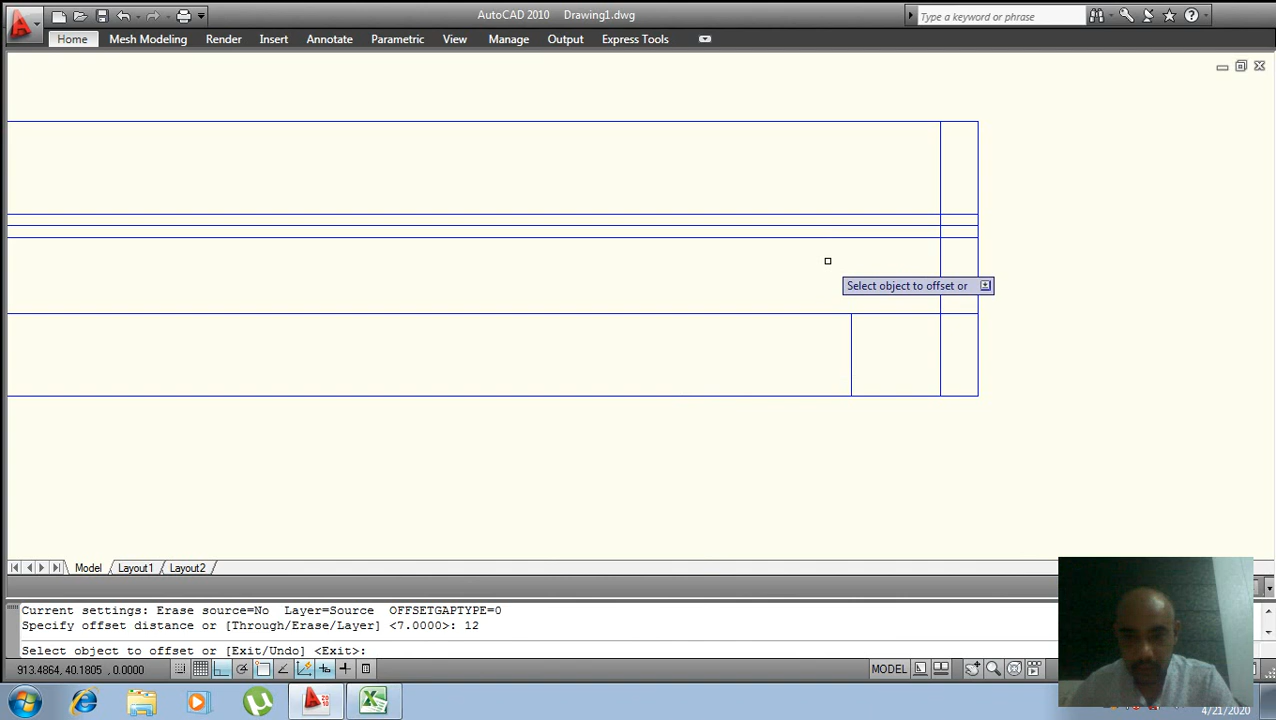 AutoCAD 2010 Drawing1.dwg
Type a keyword or phrase
Home Mesh Modeling Render Insert Annotate Parametric View Manage Output Express Tools
Select object to offset or
Model Layout1 Layout2
Current settings: Erase source=No Layer=Source OFFSETGAPTYPE=0
Specify offset distance or [Through/Erase/Layer] <7.0000>: 12
Select object to offset or [Exit/Undo] <Exit>:
913.4864, 40.1805 , 0.0000
MODEL
4/21/2020